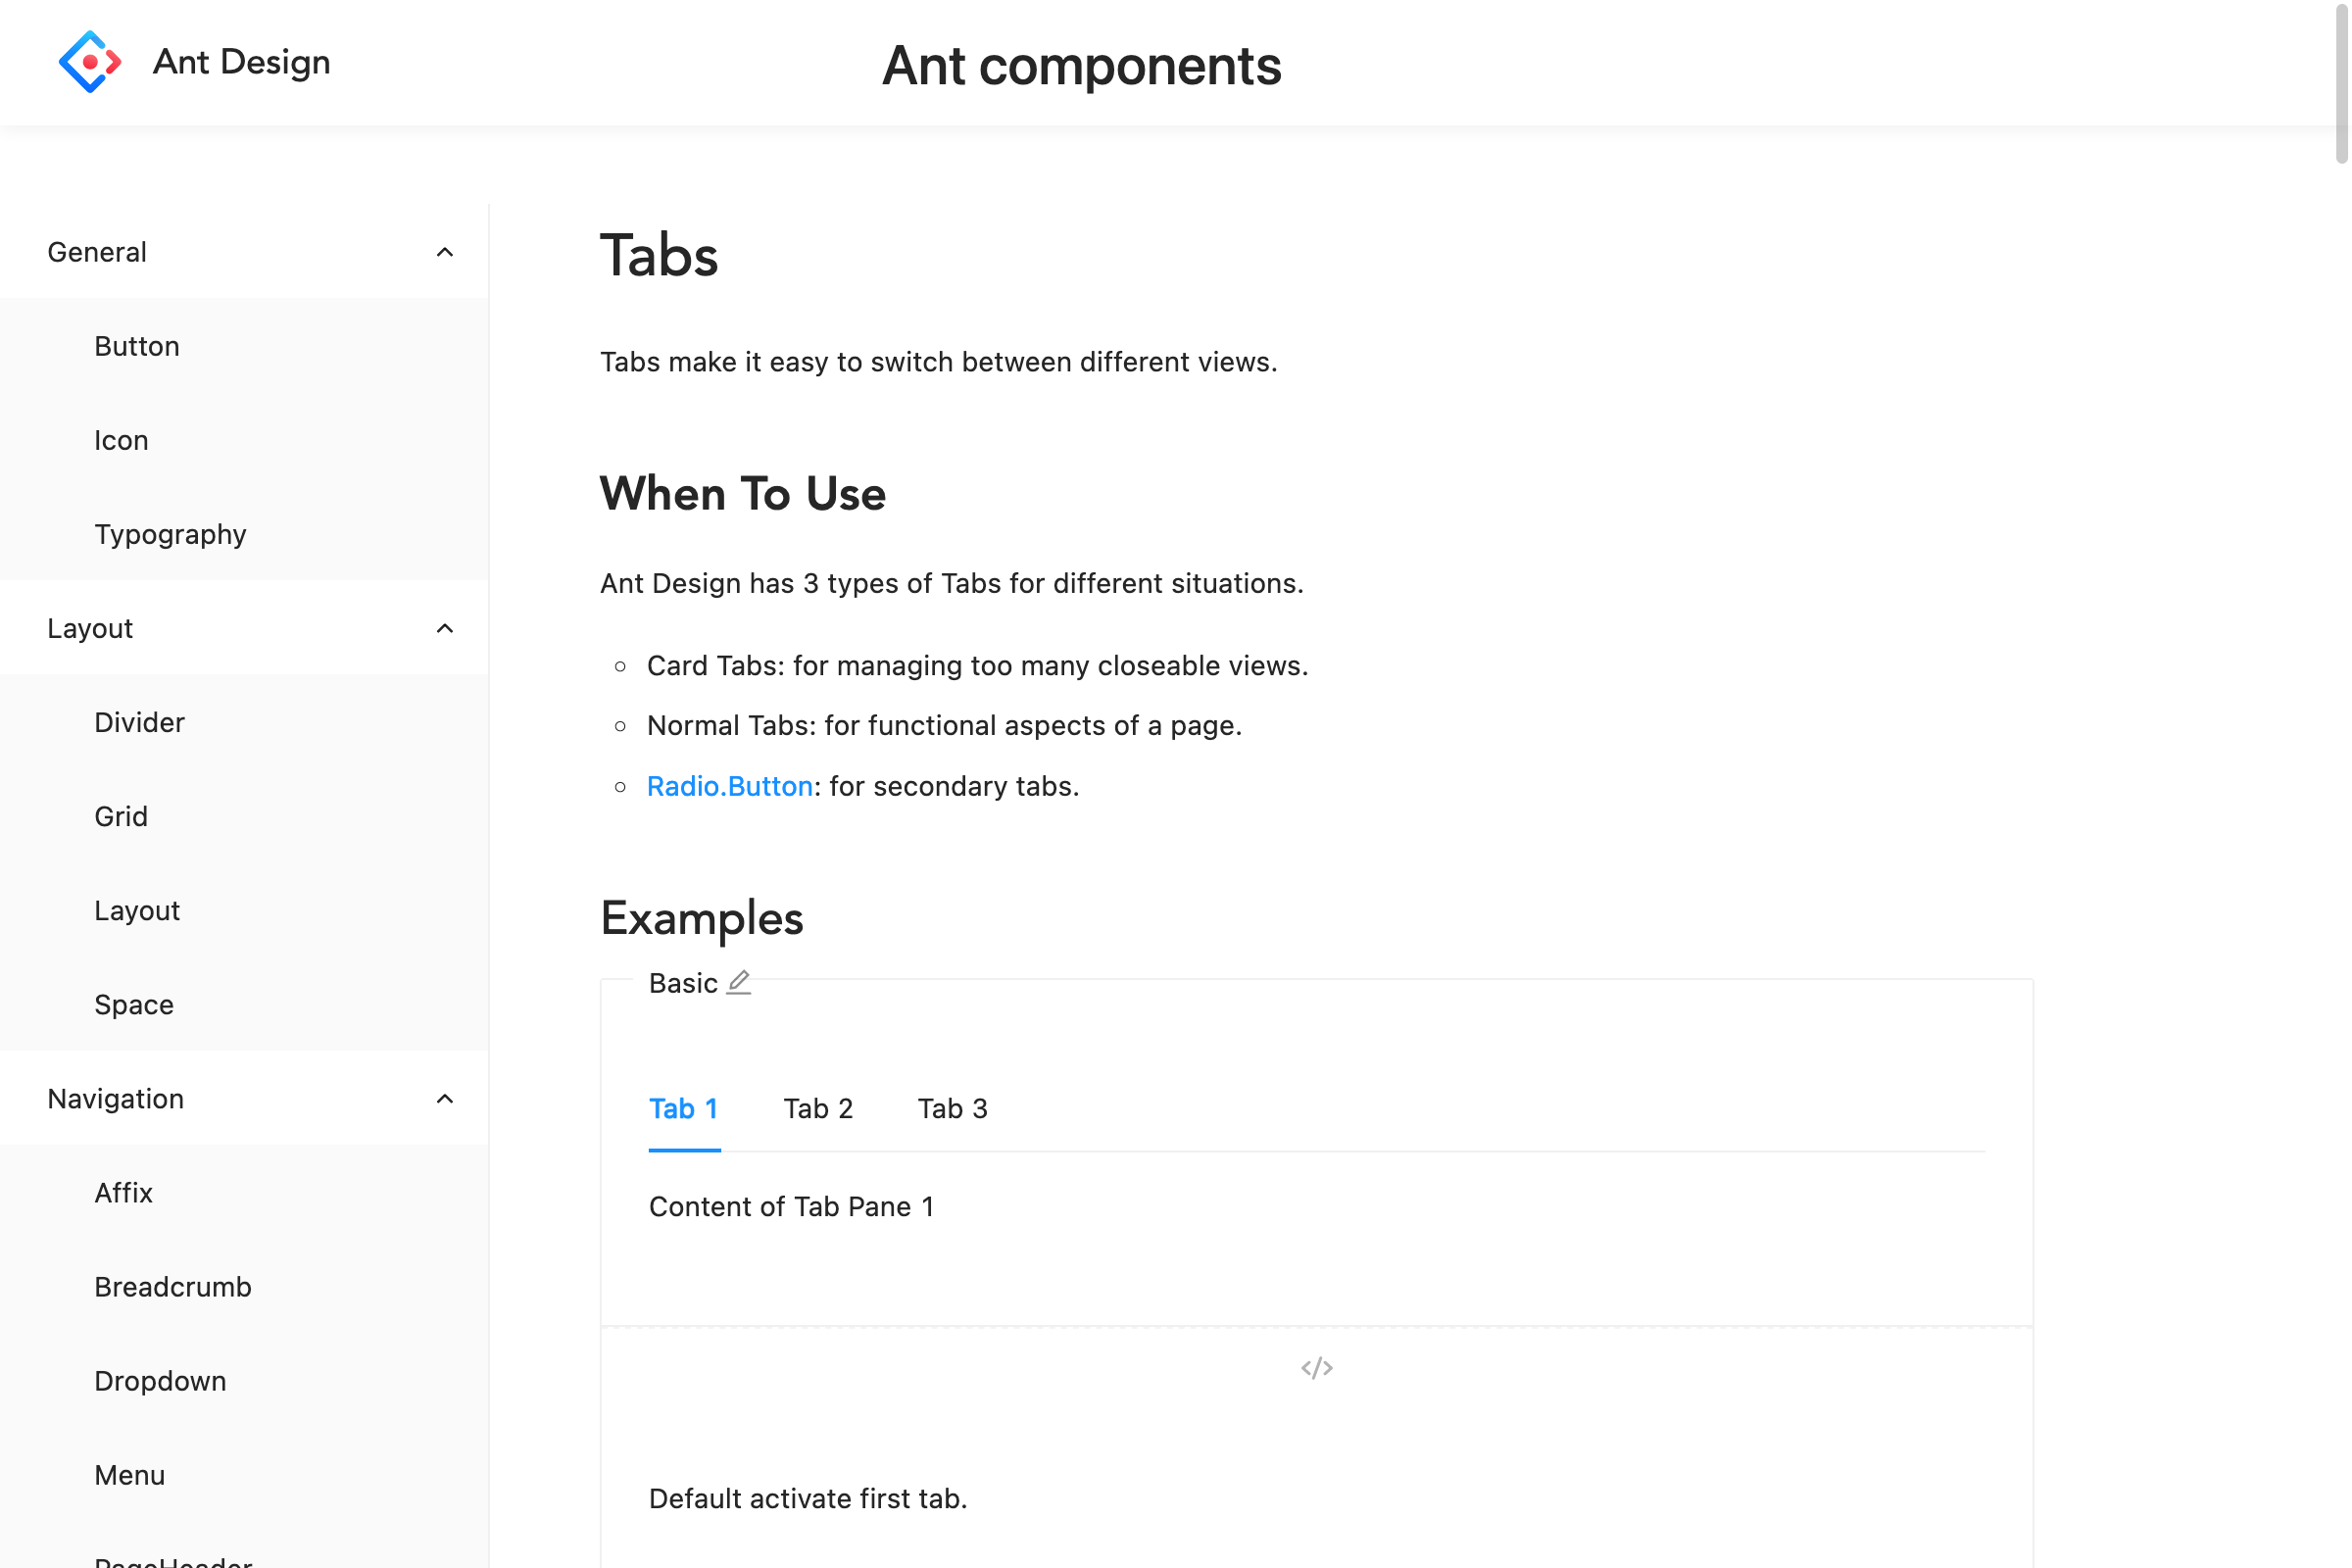 Ant Design
Ant components
General
Button
Icon
Typography
Layout
Divider
Grid
Layout
Space
Navigation
Affix
Breadcrumb
Dropdown
Menu
PageHeader
Tabs
Tabs make it easy to switch between different views.
When To Use
Ant Design has 3 types of Tabs for different situations.
Card Tabs: for managing too many closeable views.
Normal Tabs: for functional aspects of a page.
Radio.Button: for secondary tabs.
Examples
Basic
Tab 1 Tab 2 Tab 3
Content of Tab Pane 1
</>
Default activate first tab.